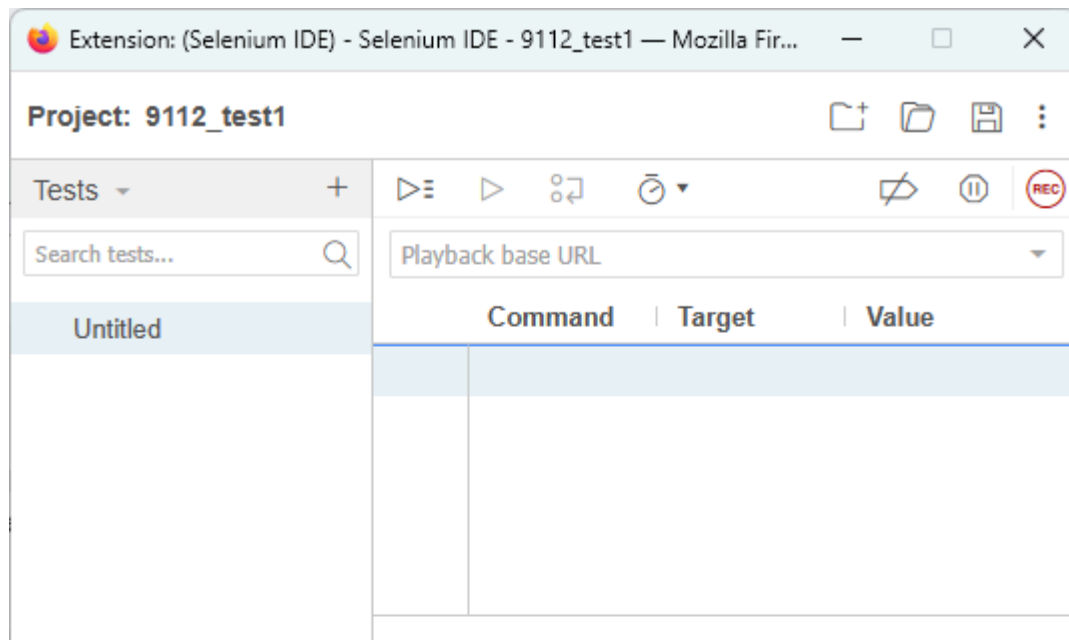 Extension: (Selenium IDE) - Selenium IDE - 9112_test1 — Mozilla Fir...
Project: 9112_test1
Tests
REC
Search tests...
Playback base URL
Untitled
Command Target Value